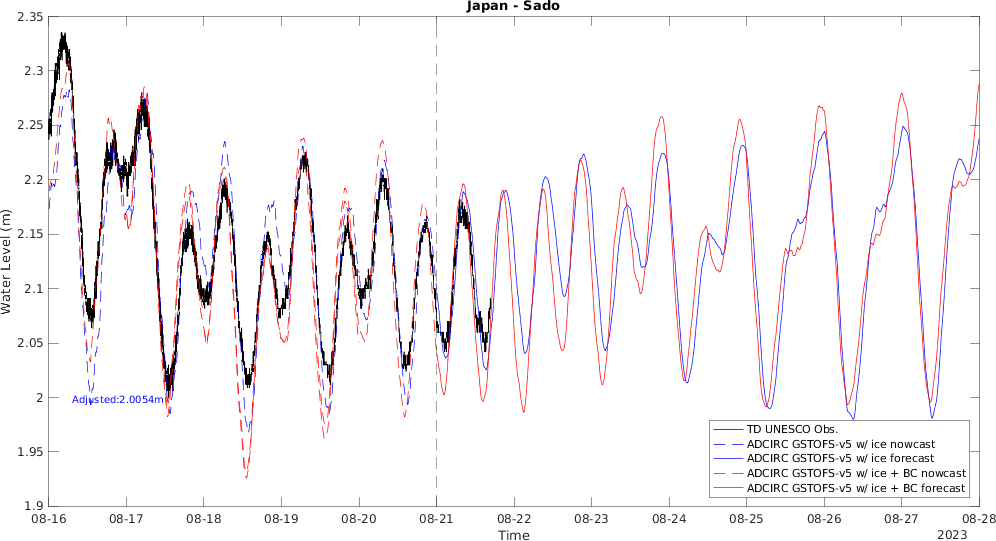 Japan - Sado
2.35
2.3
2.25
2.2
2.15
2.1
2.05
2
1.95
1.9
Water Level (m)
Adjusted:2.0054m
TD UNESCO Obs.
ADCIRC GSTOFS-v5 w/ ice nowcast
ADCIRC GSTOFS-v5 w/ ice forecast
ADCIRC GSTOFS-v5 w/ ice + BC nowcast
ADCIRC GSTOFS-v5 w/ ice + BC forecast
08-16 08-17 08-18 08-19 08-20 08-21 08-22 08-23 08-24 08-25 08-26 08-27 08-28
Time
2023